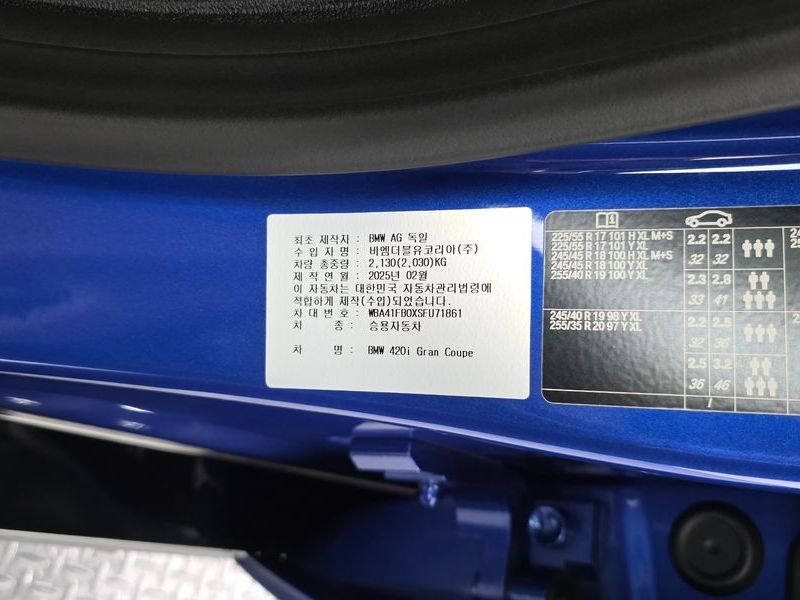 최초 제작자 : BMW AG 독일
수 입 자 명 : 비엠더블유코리아(주)
차량 총중량 : 2,130(2,030)KG
제 작 연 월 : 2025년 02월
이 자동차는 대한민국 자동차관리법령에
적합하게 제작(수입)되었습니다.
차 대 번 호 : WBA41FB0XSFU71861
차 종 : 승용자동차
차 명 : BMW 420i Gran Coupe
225/55 R 17 101 H XL M+S
225/55 R 17 101 Y XL
245/45 R 18 100 H XL M+S
245/45 R 18 100 Y XL
255/40 R 19 100 Y XL
2.2 2.2
32 32
2.3 2.8
33 41
245/40 R 19 98 Y XL
255/35 R 20 97 Y XL
2.2 2.5
32 36
2.5 3.2
36 46